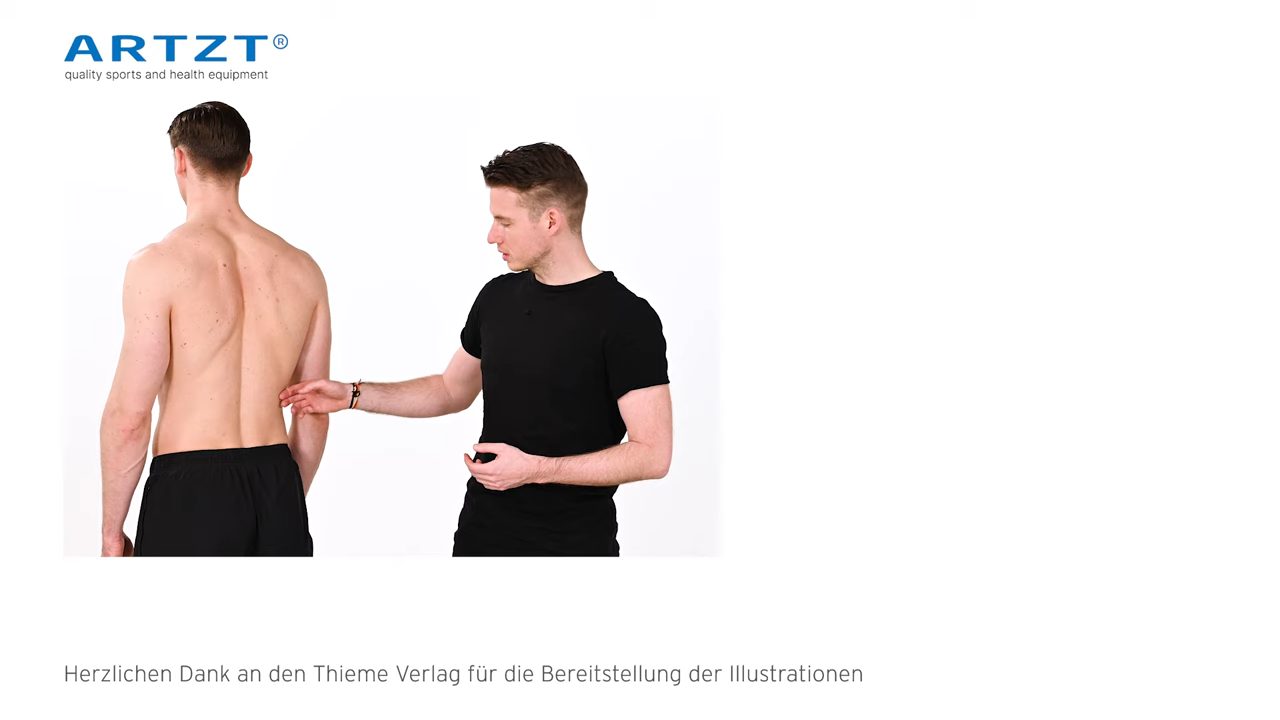 ARTZT®
quality sports and health equipment
Herzlichen Dank an den Thieme Verlag für die Bereitstellung der Illustrationen